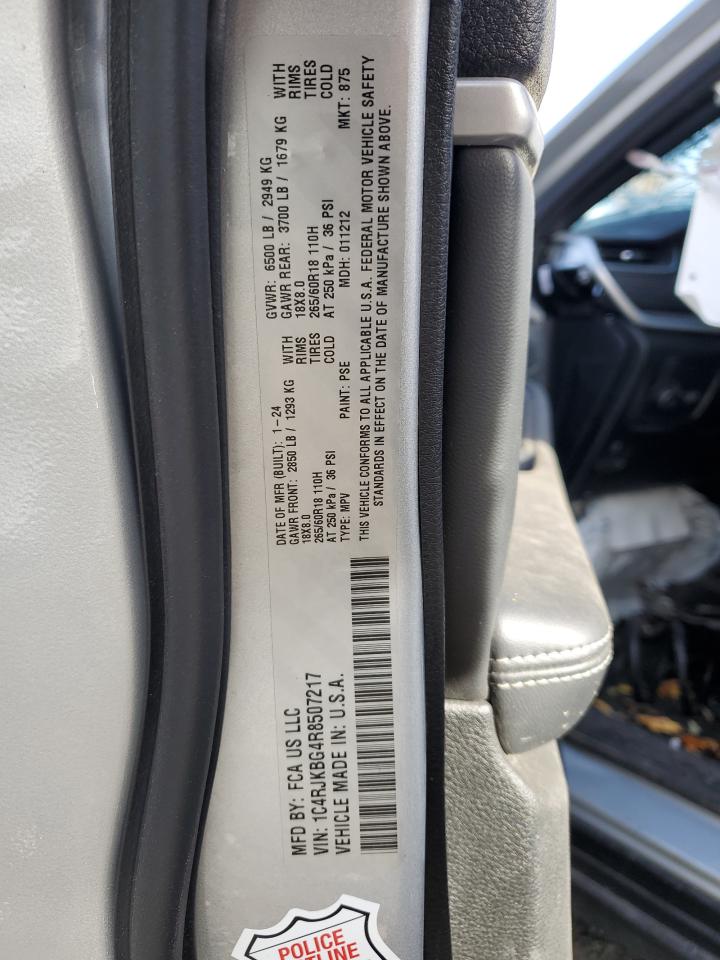 MFD BY: FCA US LLC
VIN: 1C4RJKBG4R8507217
VEHICLE MADE IN: U.S.A.
DATE OF MFR (BUILT): 1-24 GVWR: 6500 LB / 2949 KG
GAWR FRONT: 2850 LB / 1293 KG WITH GAWR REAR: 3700 LB / 1679 KG WITH
18X8.0 RIMS 18X8.0 RIMS
265/60R18 110H TIRES 265/60R18 110H TIRES
AT 250 kPa / 36 PSI COLD AT 250 kPa / 36 PSI COLD
TYPE: MPV PAINT: PSE MDH: 011212 MKT: 875
THIS VEHICLE CONFORMS TO ALL APPLICABLE U.S.A. FEDERAL MOTOR VEHICLE SAFETY
STANDARDS IN EFFECT ON THE DATE OF MANUFACTURE SHOWN ABOVE.
POLICE